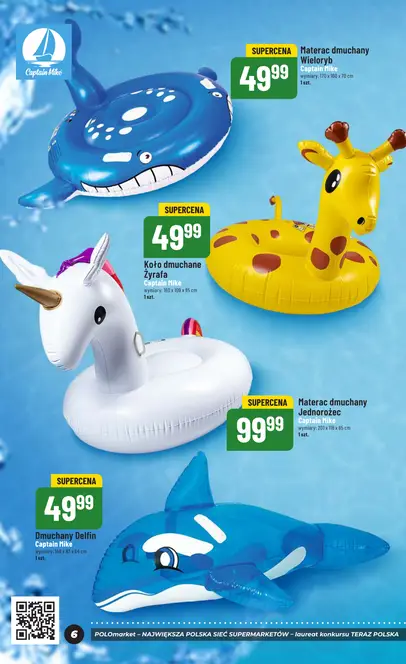 Captain Mike
SUPERCENA
49 99
Materac dmuchany
Wieloryb
Captain Mike
1 szt.
SUPERCENA
49 99
Koło dmuchane
Żyrafa
Captain Mike
1 szt.
SUPERCENA
99 99
Materac dmuchany
Jednorożec
Captain Mike
1 szt.
SUPERCENA
49 99
Dmuchany Delfin
Captain Mike
1 szt.
6
POLOmarket – NAJWIĘKSZA POLSKA SIEĆ SUPERMARKETÓW – laureat konkursu TERAZ POLSKA